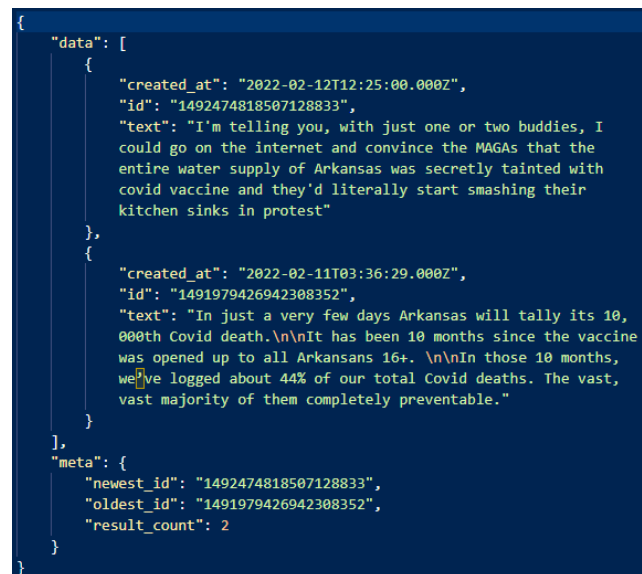 {
"data": [
{
"created_at": "2022-02-12T12:25:00.000Z",
"id": "1492474818507128833",
"text": "I'm telling you, with just one or two buddies, I
could go on the internet and convince the MAGAs that the
entire water supply of Arkansas was secretly tainted with
covid vaccine and they'd literally start smashing their
kitchen sinks in protest"
},
{
"created_at": "2022-02-11T03:36:29.000Z",
"id": "1491979426942308352",
"text": "In just a very few days Arkansas will tally its 10,
000th Covid death.\n\nIt has been 10 months since the vaccine
was opened up to all Arkansans 16+. \n\nIn those 10 months,
we’ve logged about 44% of our total Covid deaths. The vast,
vast majority of them completely preventable."
}
],
"meta": {
"newest_id": "1492474818507128833",
"oldest_id": "1491979426942308352",
"result_count": 2
}
}